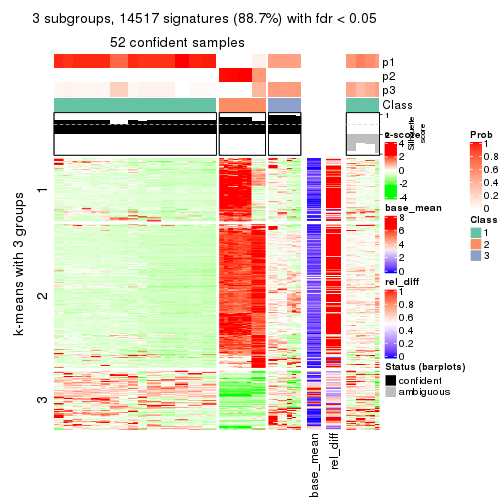 3 subgroups, 14517 signatures (88.7%) with fdr < 0.05
52 confident samples
p1
p2
p3
Class
1
Silhouette
score
z-score
4
2
0
-2
-4
base_mean
8
6
4
2
0
rel_diff
1
0.8
0.6
0.4
0.2
0
Status (barplots)
confident
ambiguous
Prob
1
0.8
0.6
0.4
0.2
0
Class
1
2
3
k-means with 3 groups
1
2
3
base_mean
rel_diff